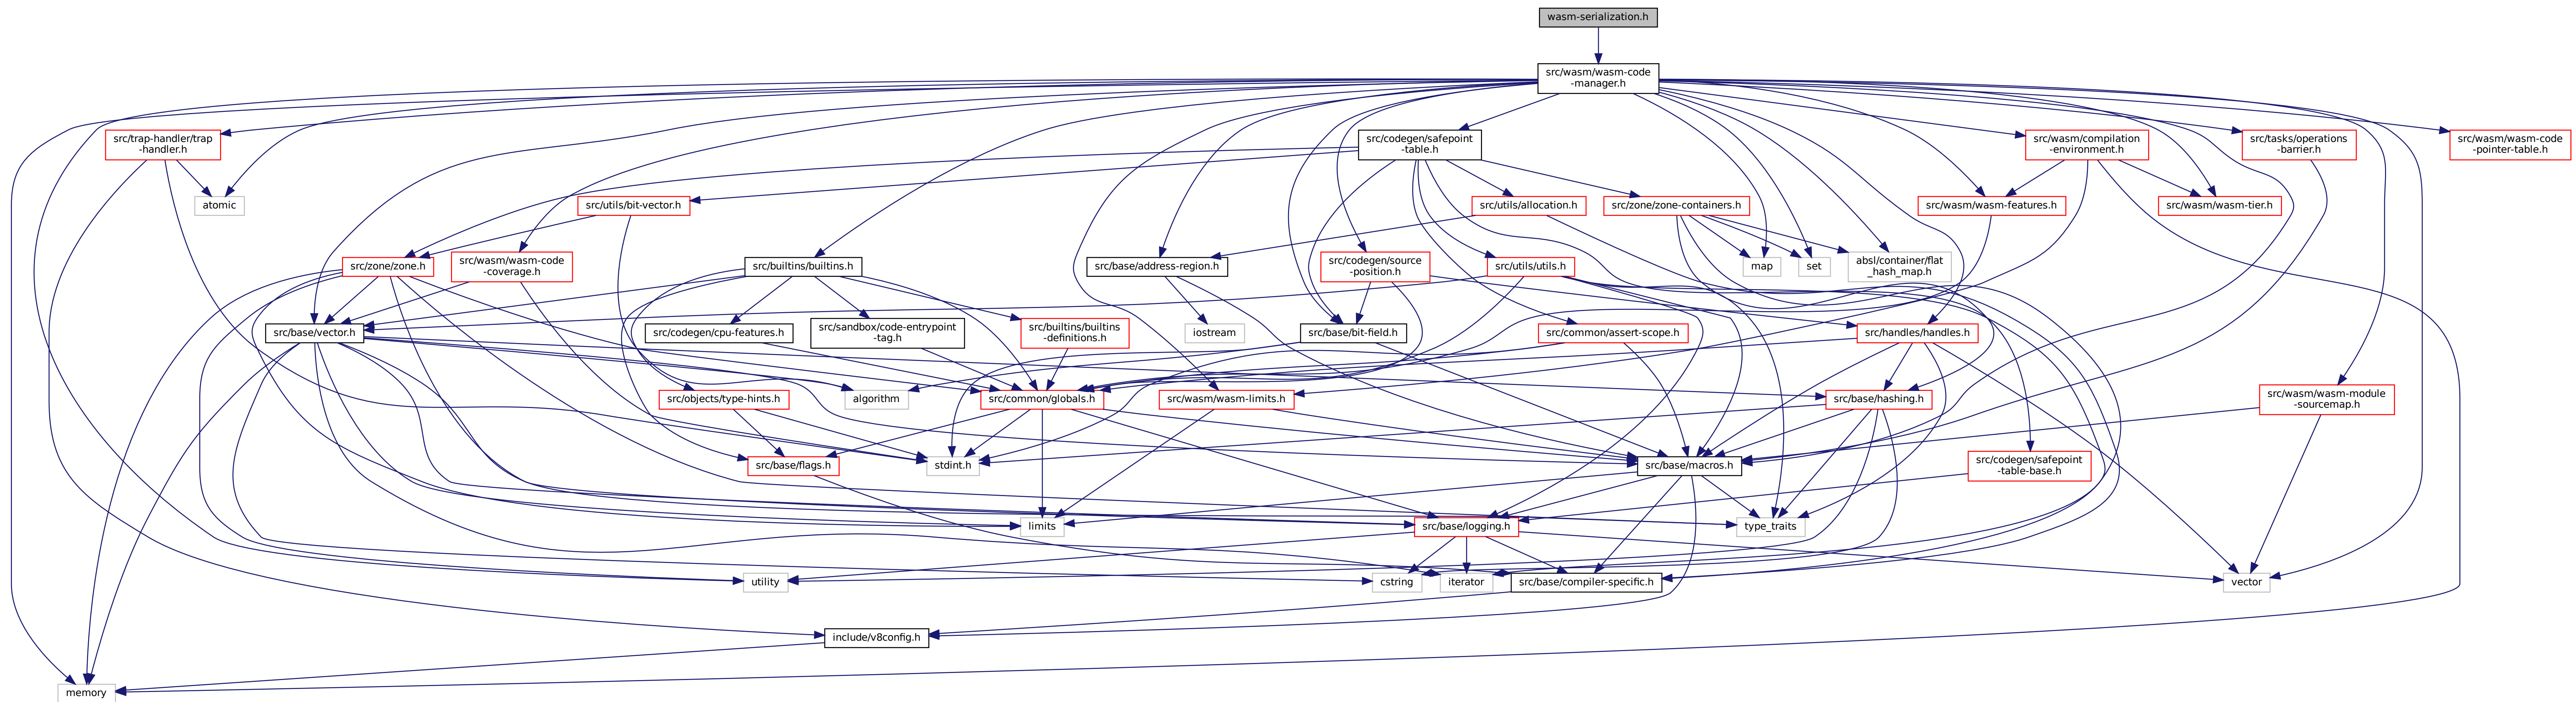 wasm-serialization.h
src/wasm/wasm-code
-manager.h
src/trap-handler/trap
-handler.h
src/codegen/safepoint
-table.h
src/wasm/compilation
-environment.h
src/tasks/operations
-barrier.h
src/wasm/wasm-code
-pointer-table.h
atomic
src/utils/bit-vector.h
src/utils/allocation.h
src/zone/zone-containers.h
src/wasm/wasm-features.h
src/wasm/wasm-tier.h
src/zone/zone.h
src/wasm/wasm-code
-coverage.h
src/builtins/builtins.h
src/base/address-region.h
src/codegen/source
-position.h
src/utils/utils.h
map
set
absl/container/flat
_hash_map.h
src/base/vector.h
src/codegen/cpu-features.h
src/sandbox/code-entrypoint
-tag.h
src/builtins/builtins
-definitions.h
iostream
src/base/bit-field.h
src/common/assert-scope.h
src/handles/handles.h
src/objects/type-hints.h
algorithm
src/common/globals.h
src/wasm/wasm-limits.h
src/base/hashing.h
src/wasm/wasm-module
-sourcemap.h
src/base/flags.h
stdint.h
src/base/macros.h
src/codegen/safepoint
-table-base.h
limits
src/base/logging.h
type_traits
utility
cstring
iterator
src/base/compiler-specific.h
vector
include/v8config.h
memory